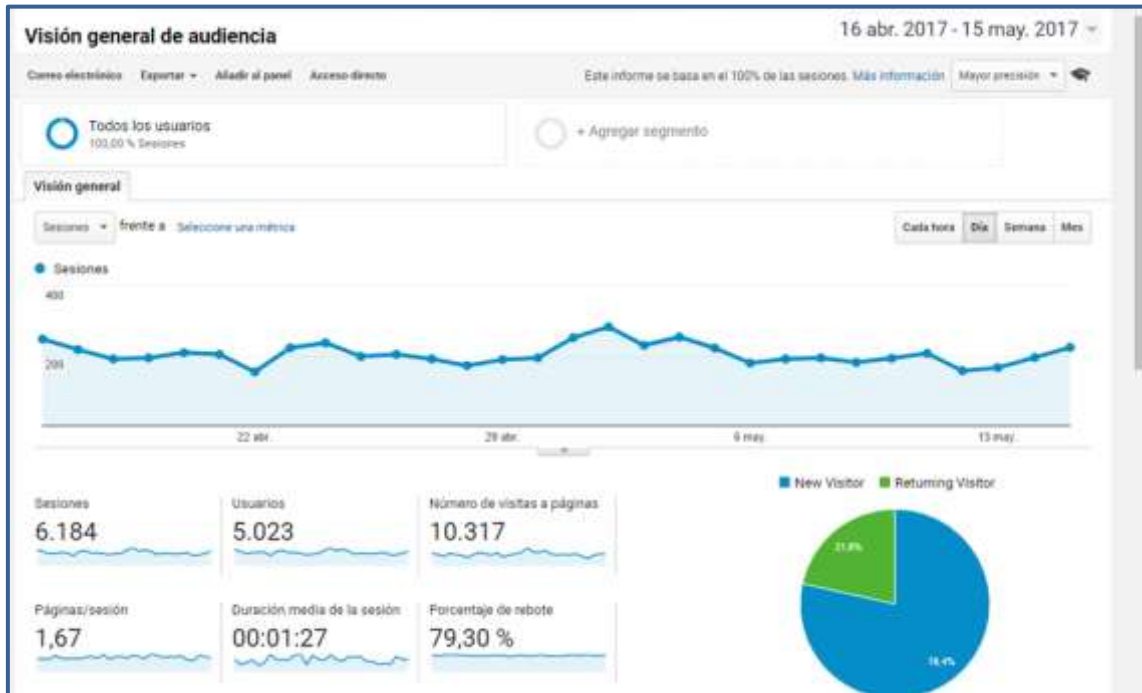 Visión general de audiencia
16 abr. 2017 - 15 may. 2017
Correo electrónico Exportar Añadir al panel Acceso directo
Este informe se basa en el 100% de las sesiones. Más información Mayor precisión
Todos los usuarios
100,00 % Sesiones
+ Agregar segmento
Visión general
Sesiones frente a Seleccione una métrica
Cada hora Día Semana Mes
Sesiones
400
200
22 abr. 29 abr. 6 may. 13 may.
New Visitor Returning Visitor
Sesiones Usuarios Número de visitas a páginas
6.184 5.023 10.317
Páginas/sesión Duración media de la sesión Porcentaje de rebote
1,67 00:01:27 79,30 %